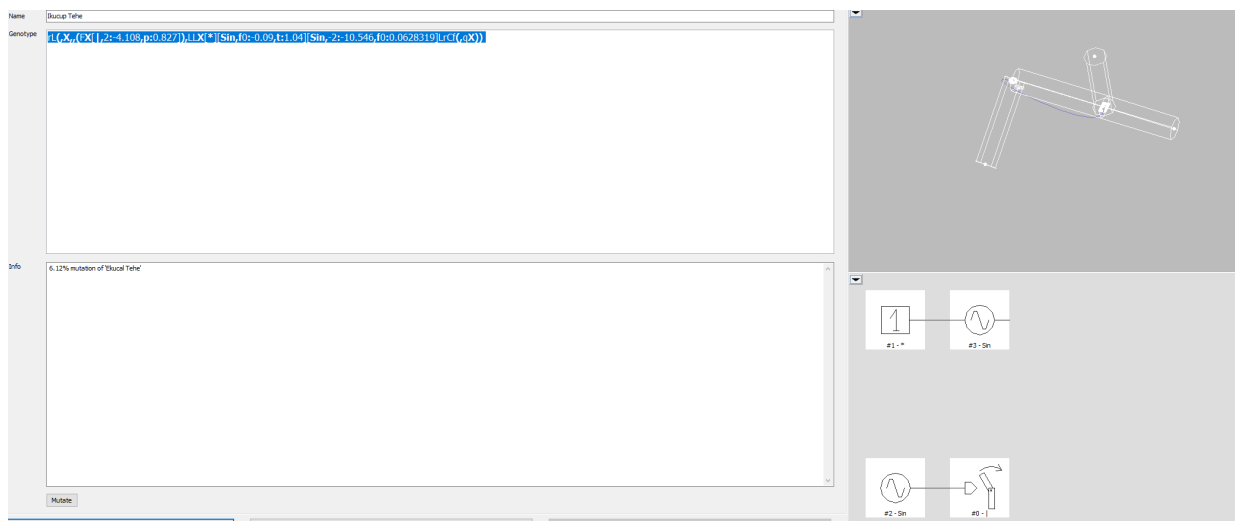 Name
Ikucup Tehe
Genotype
rL(,X,,(FX[|,2:-4.108,p:0.827]),LLX[*][Sin,f0:-0.09,t:1.04][Sin,-2:-10.546,f0:0.0628319]LrCf(,qX))
Info
6.12% mutation of 'Ekucal Tehe'
Mutate
1
#1 - *
#3 - Sin
#2 - Sin
#0 - |